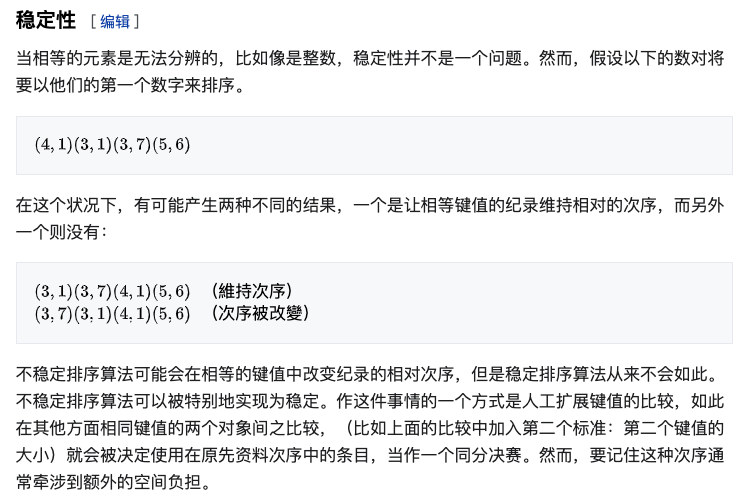 稳定性 [编辑]
当相等的元素是无法分辨的，比如像是整数，稳定性并不是一个问题。然而，假设以下的数对将
要以他们的第一个数字来排序。
(4, 1)(3, 1)(3, 7)(5, 6)
在这个状况下，有可能产生两种不同的结果，一个是让相等键值的纪录维持相对的次序，而另外
一个则没有：
(3, 1)(3, 7)(4, 1)(5, 6) （維持次序）
(3, 7)(3, 1)(4, 1)(5, 6) （次序被改變）
不稳定排序算法可能会在相等的键值中改变纪录的相对次序，但是稳定排序算法从来不会如此。
不稳定排序算法可以被特别地实现为稳定。作这件事情的一个方式是人工扩展键值的比较，如此
在其他方面相同键值的两个对象间之比较，（比如上面的比较中加入第二个标准：第二个键值的
大小）就会被决定使用在原先资料次序中的条目，当作一个同分决赛。然而，要记住这种次序通
常牵涉到额外的空间负担。